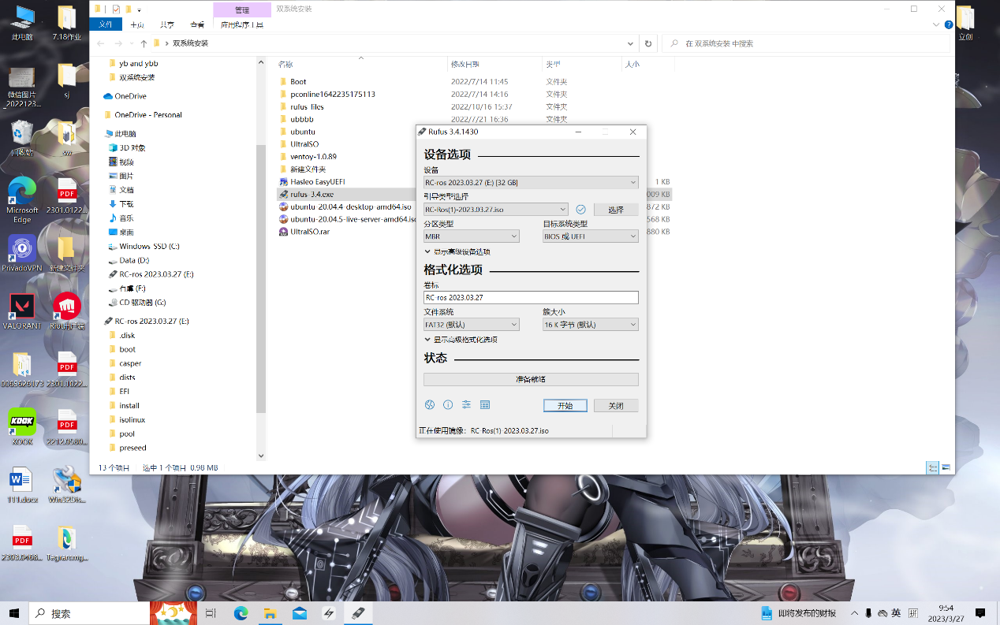 管理
双系统安装
文件
主页
共享
查看
应用程序工具
双系统安装
在 双系统安装 中搜索
yb and ybb
双系统安装
OneDrive
OneDrive - Personal
此电脑
3D 对象
视频
图片
文档
下载
音乐
桌面
Windows-SSD (C:)
Data (D:)
RC-ros 2023.03.27 (E:)
CD 驱动器 (G:)
RC-ros 2023.03.27 (E:)
.disk
boot
casper
dists
EFI
install
isolinux
pool
preseed
名称 修改日期 类型 大小
Boot 2022/7/14 11:45 文件夹
pconline1642235175113 2022/7/14 14:16 文件夹
rufus_files 2022/10/16 15:37 文件夹
ubbbb 2022/7/21 16:36 文件夹
ubuntu
UltraISO
ventoy-1.0.89
新建文件夹
Hasleo EasyUEFI 1 KB
rufus-3.4.exe 009 KB
ubuntu-20.04.4-desktop-amd64.iso 872 KB
ubuntu-20.04.5-live-server-amd64.iso 568 KB
UltraISO.rar 880 KB
13 个项目 选中 1 个项目 0.98 MB
Rufus 3.4.1430
设备选项
设备
RC-ros 2023.03.27 (E:) [32 GB]
引导类型选择
RC-Ros(1)-2023.03.27.iso
选择
分区类型 目标系统类型
MBR BIOS 或 UEFI
显示高级设备选项
格式化选项
卷标
RC-ros 2023.03.27
文件系统 簇大小
FAT32 (默认) 16 K 字节 (默认)
显示高级格式化选项
状态
准备就绪
开始
关闭
正在使用镜像：RC-Ros(1)-2023.03.27.iso
此电脑
7.18作业
微信图片
_2022123...
sj
回收站
sw
Microsoft
Edge
2301.0122...
PrivadoVPN
新建文件夹
VALORANT
Riot客户端
0065626173
2301.1022...
KOOK
KOOK
2212.0580...
111.docx
Win32Dis...
2303.0468...
立创
PDF
PDF
PDF
PDF
搜索
即将发布的财报
英
拼
9:54
2023/3/27